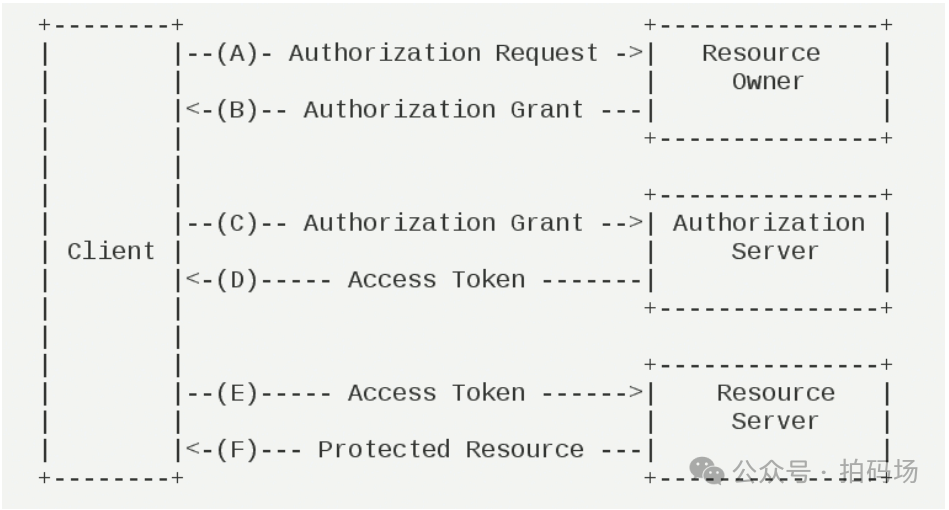 +--------+                               +---------------+
|        |--(A)- Authorization Request ->|   Resource    |
|        |                               |     Owner     |
|        |<-(B)-- Authorization Grant ---|               |
|        |                               +---------------+
|        |
|        |                               +---------------+
|        |--(C)-- Authorization Grant -->| Authorization |
| Client |                               |     Server    |
|        |<-(D)----- Access Token -------|               |
|        |                               +---------------+
|        |
|        |                               +---------------+
|        |--(E)----- Access Token ------>|    Resource   |
|        |                               |     Server    |
|        |<-(F)--- Protected Resource ---|               |
+--------+                               +---------------+
公众号 · 拍码场